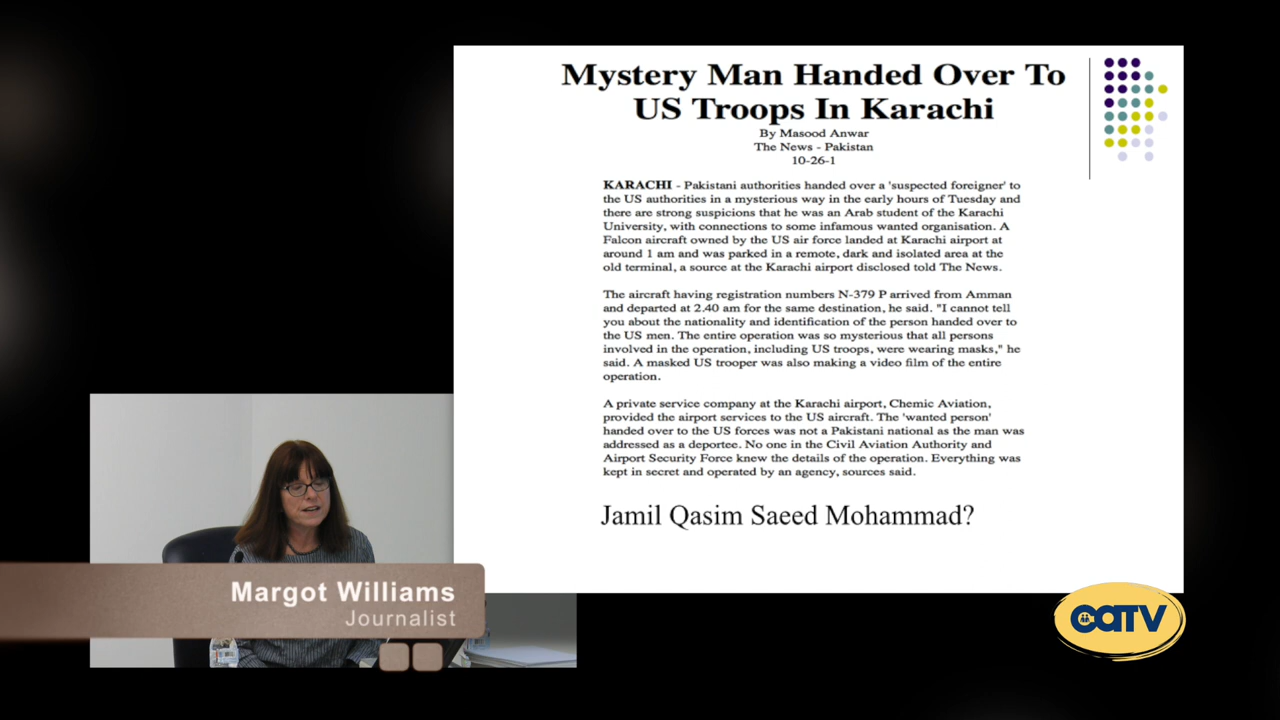 Mystery Man Handed Over To
US Troops In Karachi
By Masood Anwar
The News - Pakistan
10-26-1
KARACHI - Pakistani authorities handed over a 'suspected foreigner' to
the US authorities in a mysterious way in the early hours of Tuesday and
there are strong suspicions that he was an Arab student of the Karachi
University, with connections to some infamous wanted organisation. A
Falcon aircraft owned by the US air force landed at Karachi airport at
around 1 am and was parked in a remote, dark and isolated area at the
old terminal, a source at the Karachi airport disclosed told The News.
The aircraft having registration numbers N-379 P arrived from Amman
and departed at 2.40 am for the same destination, he said. "I cannot tell
you about the nationality and identification of the person handed over to
the US men. The entire operation was so mysterious that all persons
involved in the operation, including US troops, were wearing masks," he
said. A masked US trooper was also making a video film of the entire
operation.
A private service company at the Karachi airport, Chemic Aviation,
provided the airport services to the US aircraft. The 'wanted person'
handed over to the US forces was not a Pakistani national as the man was
addressed as a deportee. No one in the Civil Aviation Authority and
Airport Security Force knew the details of the operation. Everything was
kept in secret and operated by an agency, sources said.
Jamil Qasim Saeed Mohammad?
Margot Williams
Journalist
CATV